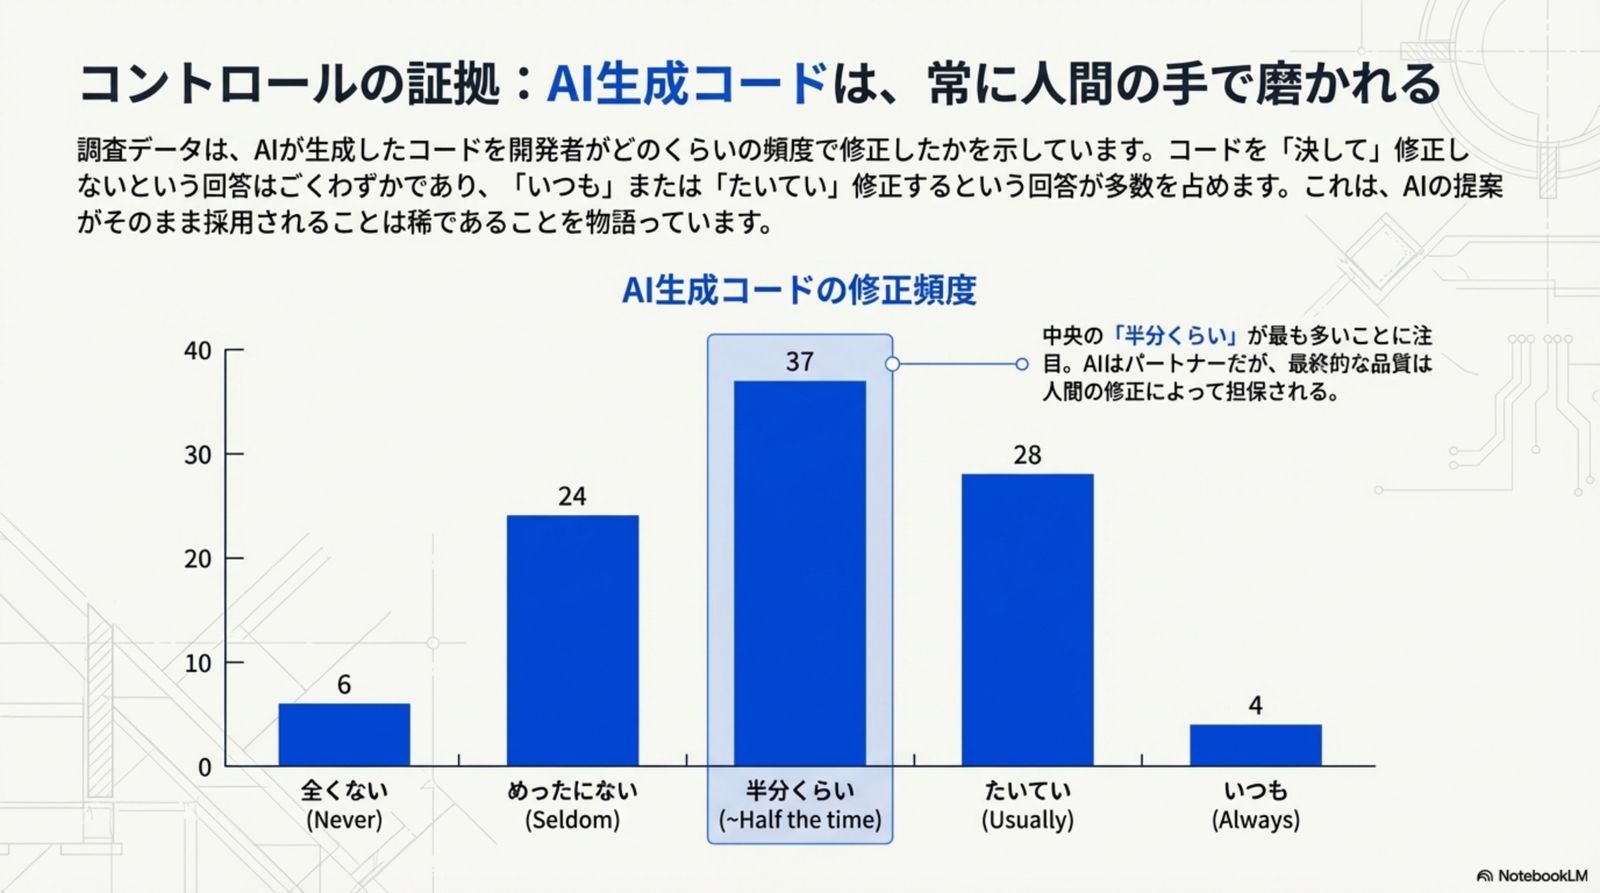 コントロールの証拠：AI生成コードは、常に人間の手で磨かれる
調査データは、AIが生成したコードを開発者がどのくらいの頻度で修正したかを示しています。コードを「決して」修正し
ないという回答はごくわずかであり、「いつも」または「たいてい」修正するという回答が多数を占めます。これは、AIの提案
がそのまま採用されることは稀であることを物語っています。
AI生成コードの修正頻度
中央の「半分くらい」が最も多いことに注
目。AIはパートナーだが、最終的な品質は
人間の修正によって担保される。
40
30
20
10
0
6
24
37
28
4
全くない
(Never)
めったにない
(Seldom)
半分くらい
(~Half the time)
たいてい
(Usually)
いつも
(Always)
NotebookLM